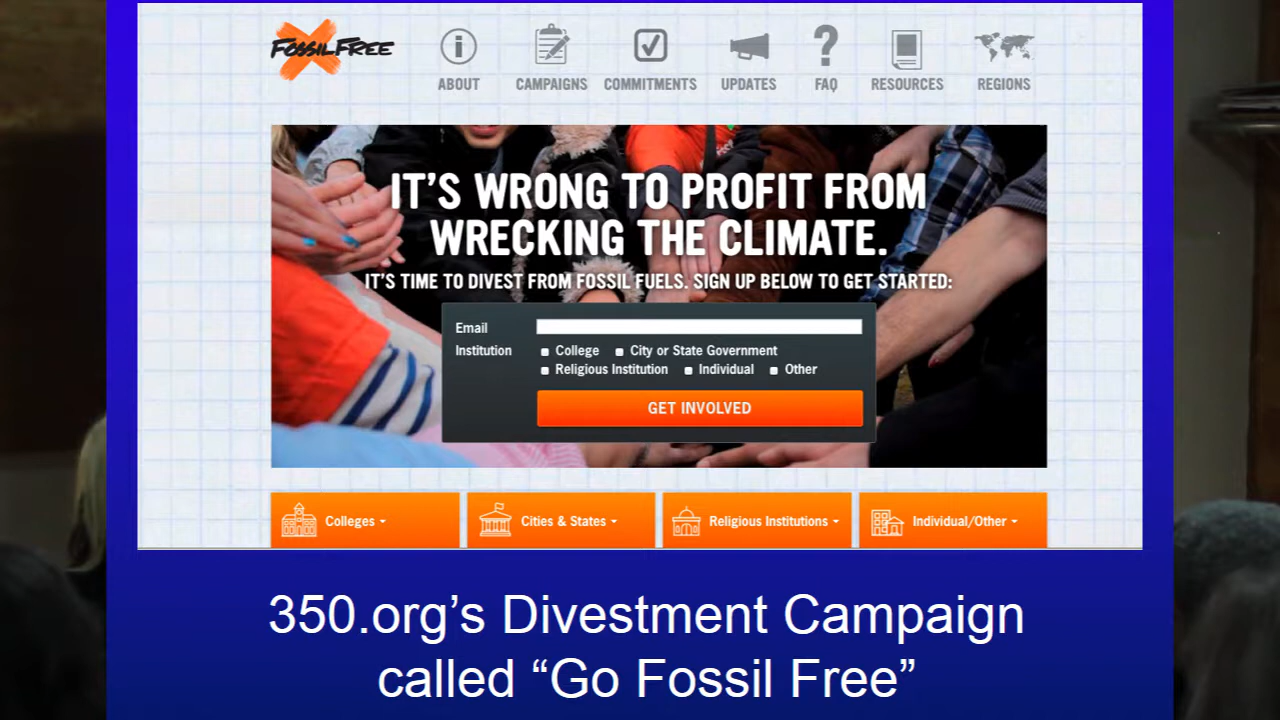 FOSSIL FREE
ABOUT
CAMPAIGNS
COMMITMENTS
UPDATES
FAQ
RESOURCES
REGIONS
IT'S WRONG TO PROFIT FROM
WRECKING THE CLIMATE.
IT'S TIME TO DIVEST FROM FOSSIL FUELS. SIGN UP BELOW TO GET STARTED:
Email
Institution
College
City or State Government
Religious Institution
Individual
Other
GET INVOLVED
Colleges
Cities & States
Religious Institutions
Individual/Other
350.org’s Divestment Campaign
called “Go Fossil Free”